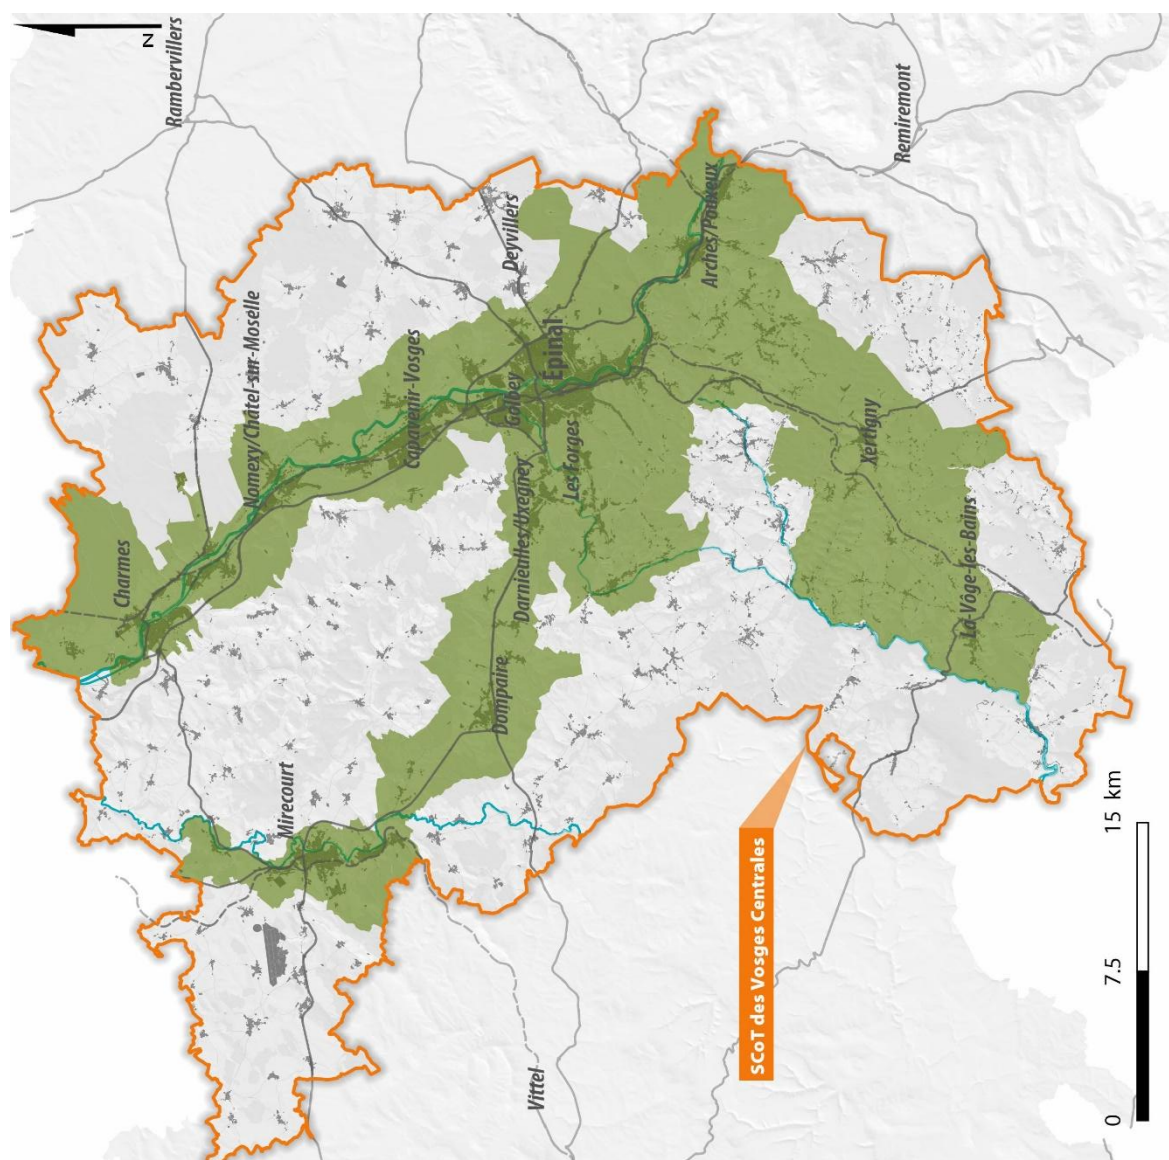 Charmes
N
Rambervillers
Nomexy/Châtel-sur-Moselle
Mirecourt
Capavenir-Vosges
Dompaire
Golbey
Deyvillers
Darnieulles/Uxegney
Vittel
Épinal
Les Forges
Arches/Pouxeux
SCoT des Vosges Centrales
Xertigny
Remiremont
La Vôge-les-Bains
0 7.5 15 km